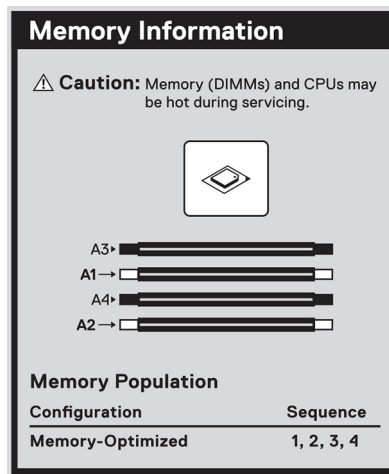 Memory Information
Caution: Memory (DIMMs) and CPUs may
be hot during servicing.
A3
A1
A4
A2
Memory Population
Configuration Sequence
Memory-Optimized 1, 2, 3, 4